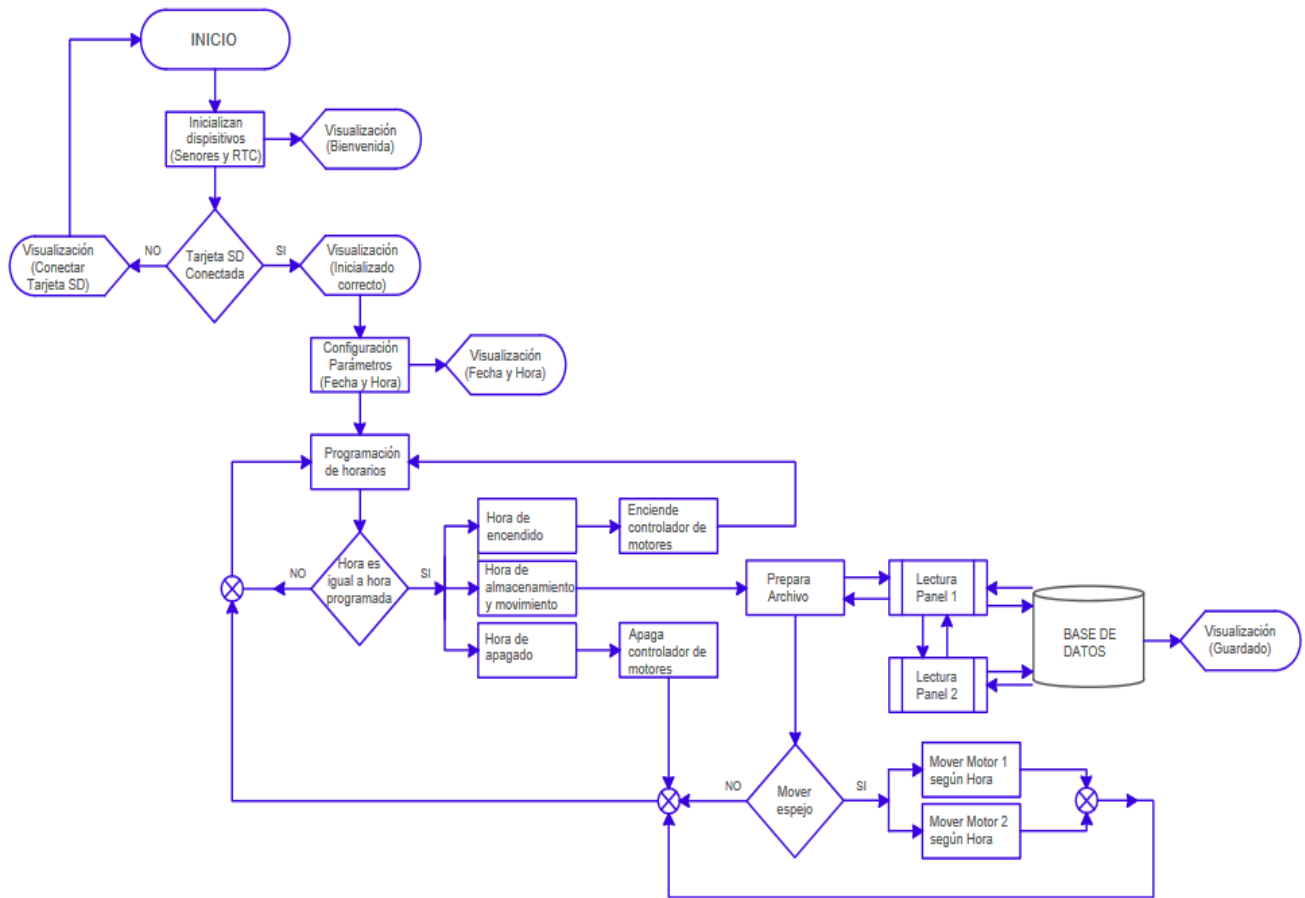 INICIO
Inicializan
dispisitivos
(Senores y RTC)
Visualización
(Bienvenida)
Visualización
(Conectar
Tarjeta SD)
NO
Tarjeta SD
Conectada
SI
Visualización
(Inicializado
correcto)
Configuración
Parámetros
(Fecha y Hora)
Visualización
(Fecha y Hora)
Programación
de horarios
NO
Hora es
igual a hora
programada
SI
Hora de
encendido
Enciende
controlador de
motores
Hora de
almacenamiento
y movimiento
Prepara
Archivo
Lectura
Panel 1
Hora de
apagado
Apaga
controlador de
motores
Lectura
Panel 2
BASE DE
DATOS
Visualización
(Guardado)
NO
Mover
espejo
SI
Mover Motor 1
según Hora
Mover Motor 2
según Hora